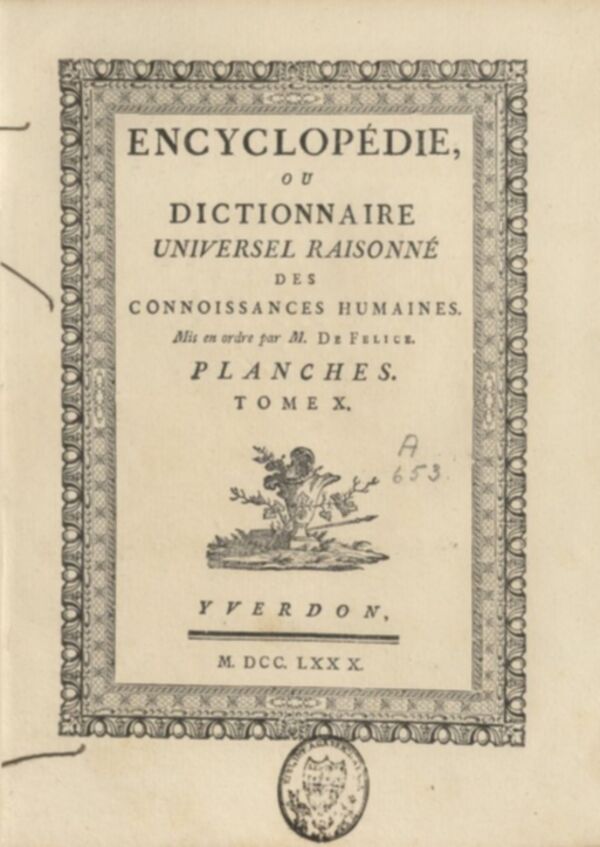 ENCYCLOPÉDIE,
OU
DICTIONNAIRE
UNIVERSEL RAISONNÉ
DES
CONNOISSANCES HUMAINES.
Mis en ordre par M. DE FELICE.
PLANCHES.
TOME X.
A
653.
YVERDON,
M. DCC. LXXX.